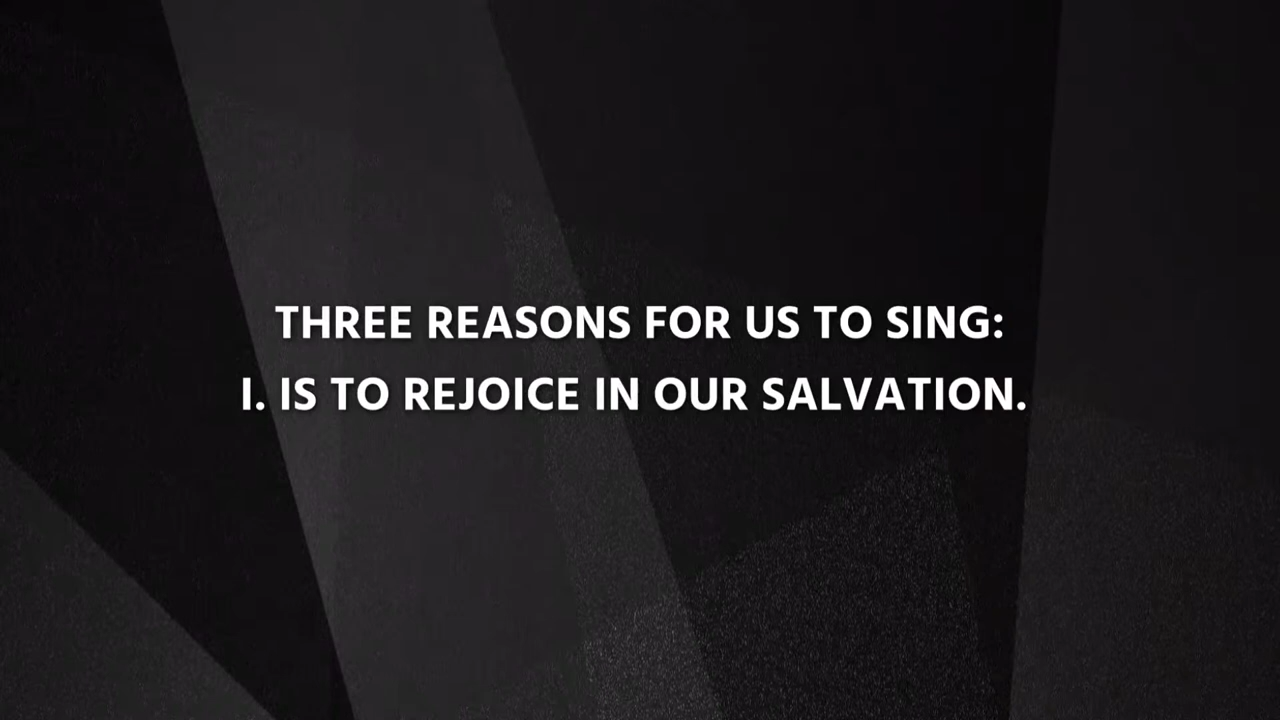 THREE REASONS FOR US TO SING:
I. IS TO REJOICE IN OUR SALVATION.